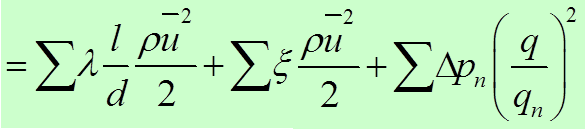 = ∑ λ (l/d) (ρū²/2) + ∑ ξ (ρū²/2) + ∑ Δpₙ (q/qₙ)²